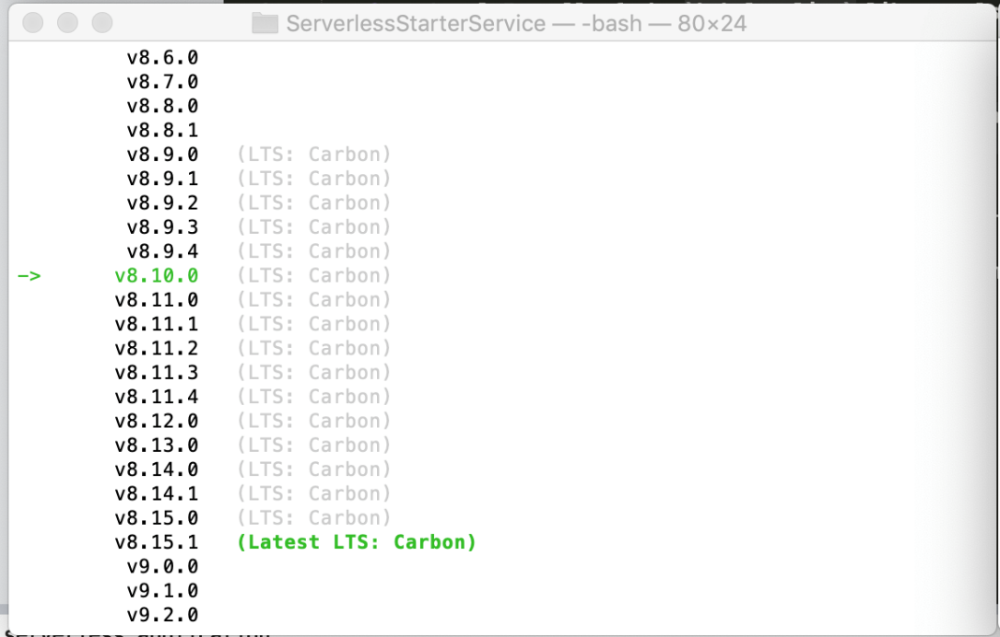 ServerlessStarterService — -bash — 80×24
v8.6.0
v8.7.0
v8.8.0
v8.8.1
v8.9.0 (LTS: Carbon)
v8.9.1 (LTS: Carbon)
v8.9.2 (LTS: Carbon)
v8.9.3 (LTS: Carbon)
v8.9.4 (LTS: Carbon)
-> v8.10.0 (LTS: Carbon)
v8.11.0 (LTS: Carbon)
v8.11.1 (LTS: Carbon)
v8.11.2 (LTS: Carbon)
v8.11.3 (LTS: Carbon)
v8.11.4 (LTS: Carbon)
v8.12.0 (LTS: Carbon)
v8.13.0 (LTS: Carbon)
v8.14.0 (LTS: Carbon)
v8.14.1 (LTS: Carbon)
v8.15.0 (LTS: Carbon)
v8.15.1 (Latest LTS: Carbon)
v9.0.0
v9.1.0
v9.2.0